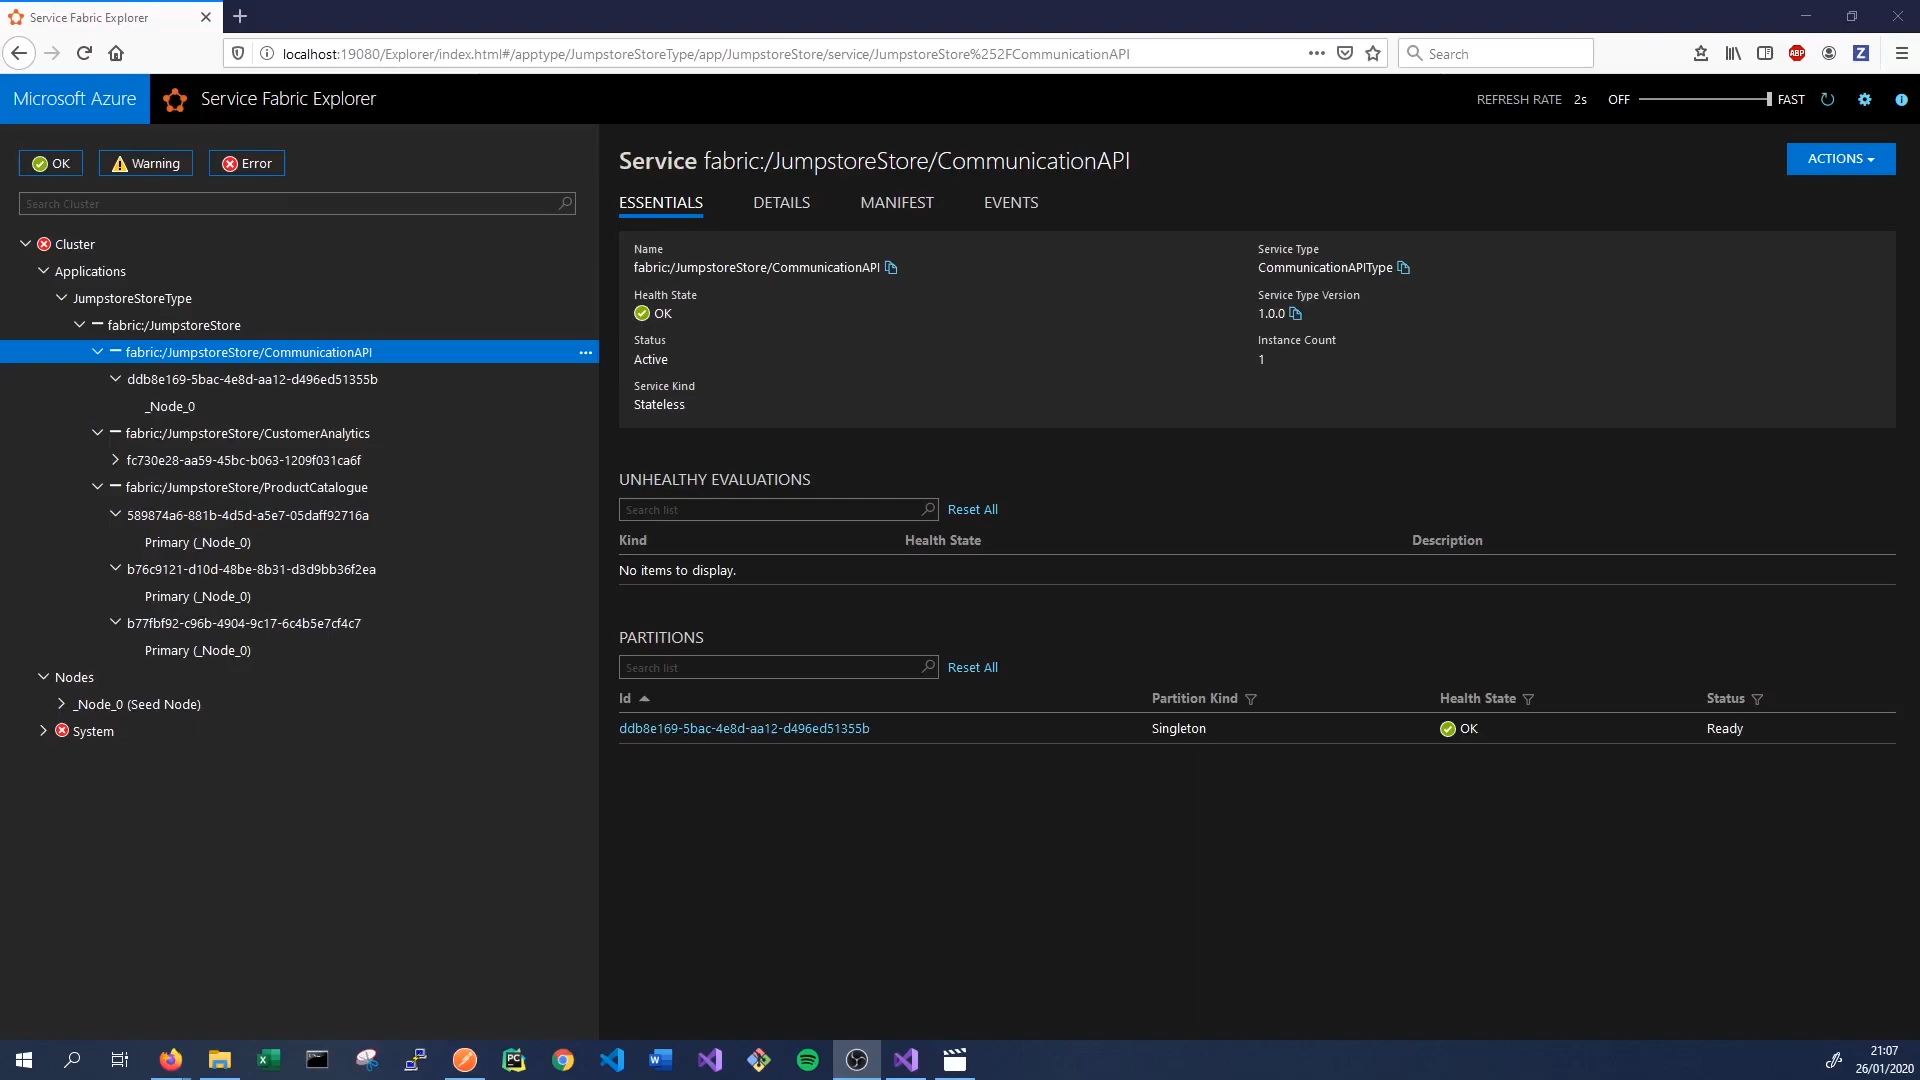 Service Fabric Explorer
localhost:19080/Explorer/index.html#/apptype/JumpstoreStoreType/app/JumpstoreStore/service/JumpstoreStore%252FCommunicationAPI
Search
ABP
Z
Microsoft Azure
Service Fabric Explorer
REFRESH RATE 2s OFF FAST
OK
Warning
Error
Search Cluster
Cluster
Applications
JumpstoreStoreType
fabric:/JumpstoreStore
fabric:/JumpstoreStore/CommunicationAPI
ddb8e169-5bac-4e8d-aa12-d496ed51355b
_Node_0
fabric:/JumpstoreStore/CustomerAnalytics
fc730e28-aa59-45bc-b063-1209f031ca6f
fabric:/JumpstoreStore/ProductCatalogue
589874a6-881b-4d5d-a5e7-05daff92716a
Primary (_Node_0)
b76c9121-d10d-48be-8b31-d3d9bb36f2ea
Primary (_Node_0)
b77fbf92-c96b-4904-9c17-6c4b5e7cf4c7
Primary (_Node_0)
Nodes
_Node_0 (Seed Node)
System
Service fabric:/JumpstoreStore/CommunicationAPI
ACTIONS
ESSENTIALS DETAILS MANIFEST EVENTS
Name
fabric:/JumpstoreStore/CommunicationAPI
Health State
OK
Status
Active
Service Kind
Stateless
Service Type
CommunicationAPIType
Service Type Version
1.0.0
Instance Count
1
UNHEALTHY EVALUATIONS
Search list Reset All
Kind Health State Description
No items to display.
PARTITIONS
Search list Reset All
Id Partition Kind Health State Status
ddb8e169-5bac-4e8d-aa12-d496ed51355b Singleton OK Ready
21:07
26/01/2020